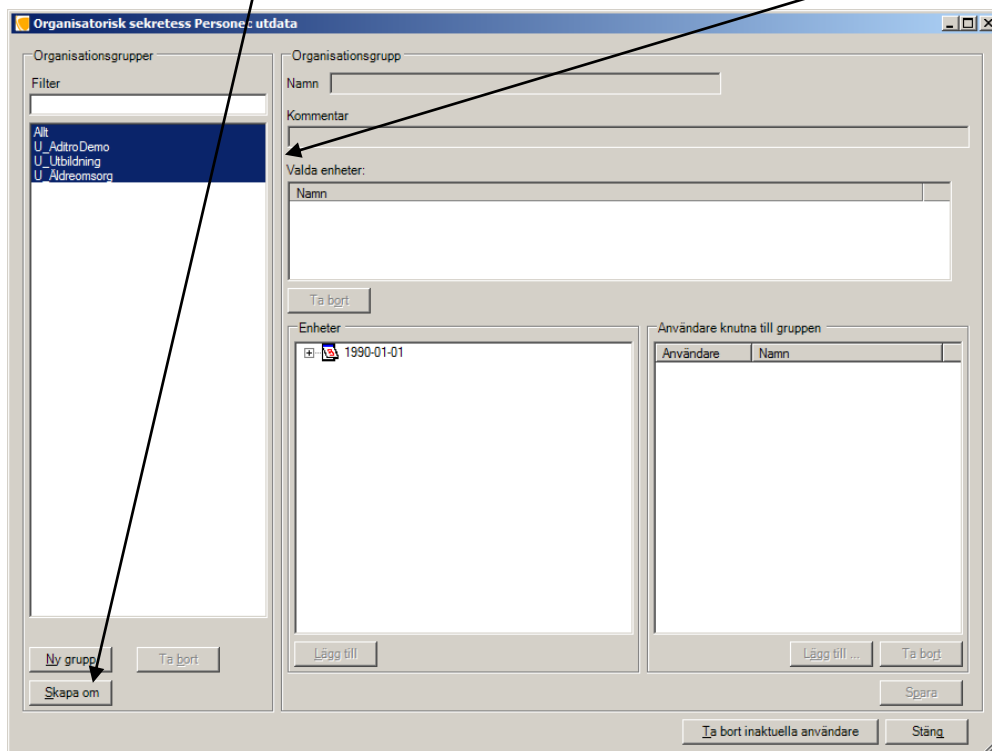 Organisatorisk sekretess Personec utdata
Organisationsgrupper
Filter
Allt
U_AditroDemo
U_Utbildning
U_Äldreomsorg
Ny grupp
Ta bort
Skapa om
Organisationsgrupp
Namn
Kommentar
Valda enheter:
Namn
Ta bort
Enheter
1990-01-01
Lägg till
Användare knutna till gruppen
Användare Namn
Lägg till ... Ta bort
Spara
Ta bort inaktuella användare Stäng